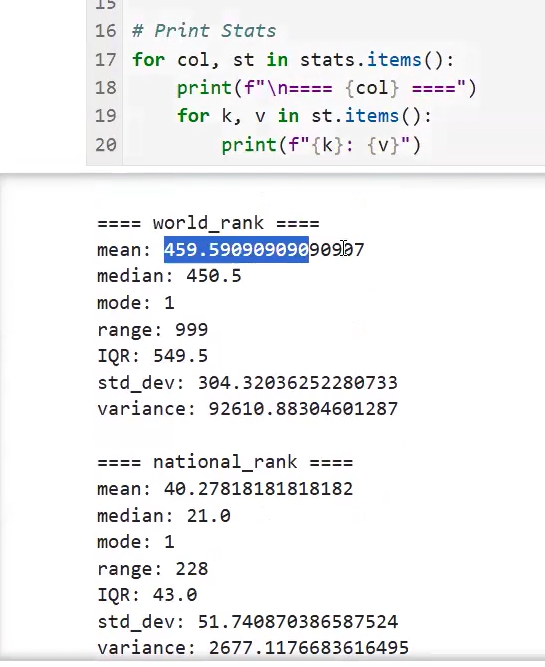 15
16 # Print Stats
17 for col, st in stats.items():
18     print(f"\n==== {col} ====")
19     for k, v in st.items():
20         print(f"{k}: {v}")
==== world_rank ====
mean: 459.5909090909090907
median: 450.5
mode: 1
range: 999
IQR: 549.5
std_dev: 304.32036252280733
variance: 92610.88304601287
==== national_rank ====
mean: 40.27818181818182
median: 21.0
mode: 1
range: 228
IQR: 43.0
std_dev: 51.740870386587524
variance: 2677.1176683616495